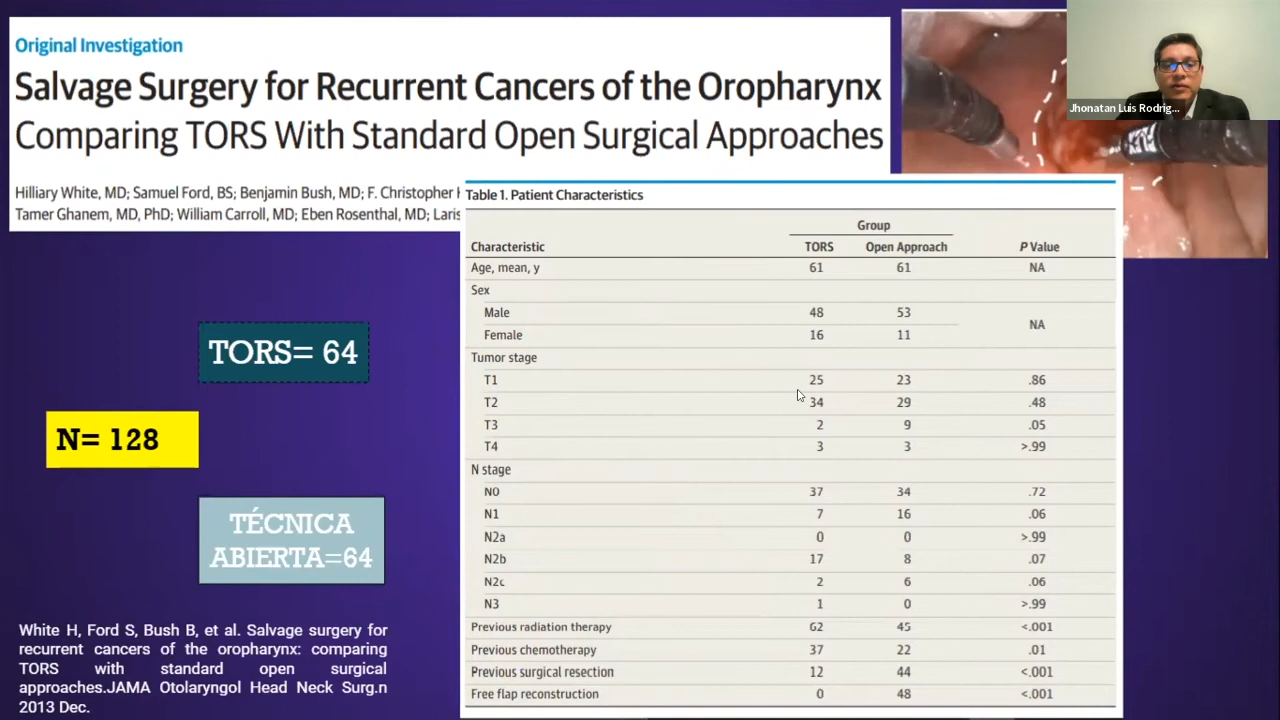 Original Investigation
Salvage Surgery for Recurrent Cancers of the Oropharynx
Comparing TORS With Standard Open Surgical Approaches
Hilliary White, MD; Samuel Ford, BS; Benjamin Bush, MD; F. Christopher
Tamer Ghanem, MD, PhD; William Carroll, MD; Eben Rosenthal, MD;
Jhonatan Luis Rodrig...
Table 1. Patient Characteristics
Group
Characteristic TORS Open Approach P Value
Age, mean, y 61 61 NA
Sex
Male 48 53
NA
Female 16 11
Tumor stage
T1 25 23 .86
T2 34 29 .48
T3 2 9 .05
T4 3 3 >.99
N stage
N0 37 34 .72
N1 7 16 .06
N2a 0 0 >.99
N2b 17 8 .07
N2c 2 6 .06
N3 1 0 >.99
Previous radiation therapy 62 45 <.001
Previous chemotherapy 37 22 .01
Previous surgical resection 12 44 <.001
Free flap reconstruction 0 48 <.001
TORS= 64
N= 128
TÉCNICA
ABIERTA=64
White H, Ford S, Bush B, et al. Salvage surgery for
recurrent cancers of the oropharynx: comparing
TORS with standard open surgical
approaches.JAMA Otolaryngol Head Neck Surg.n
2013 Dec.